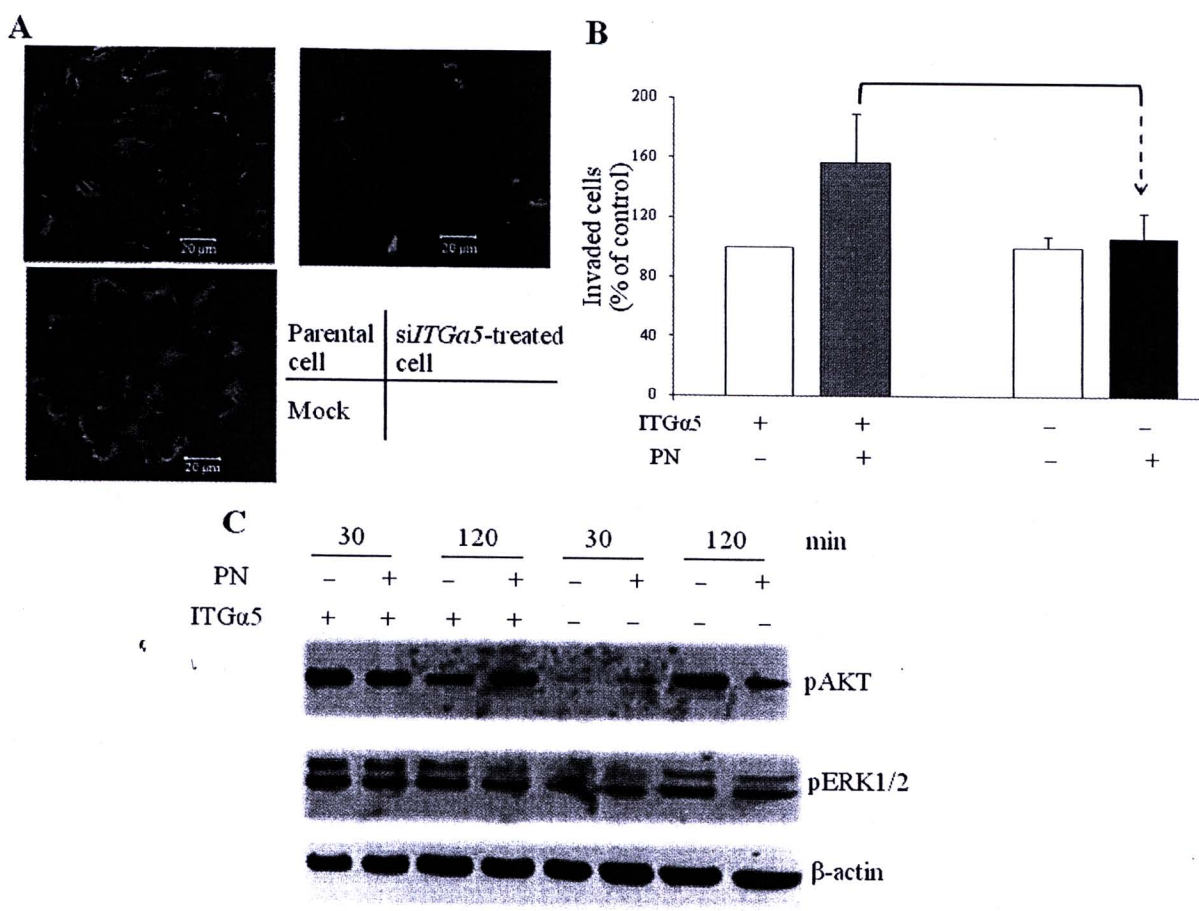 A
20 µm
20 µm
20 µm
Parental cell
siITGα5-treated cell
Mock
B
Invaded cells
(% of control)
200
160
120
80
40
0
ITGα5 + + – –
PN – + – +
C
30 120 30 120 min
PN – + – + – + – +
ITGα5 + + + + – – – –
pAKT
pERK1/2
β-actin